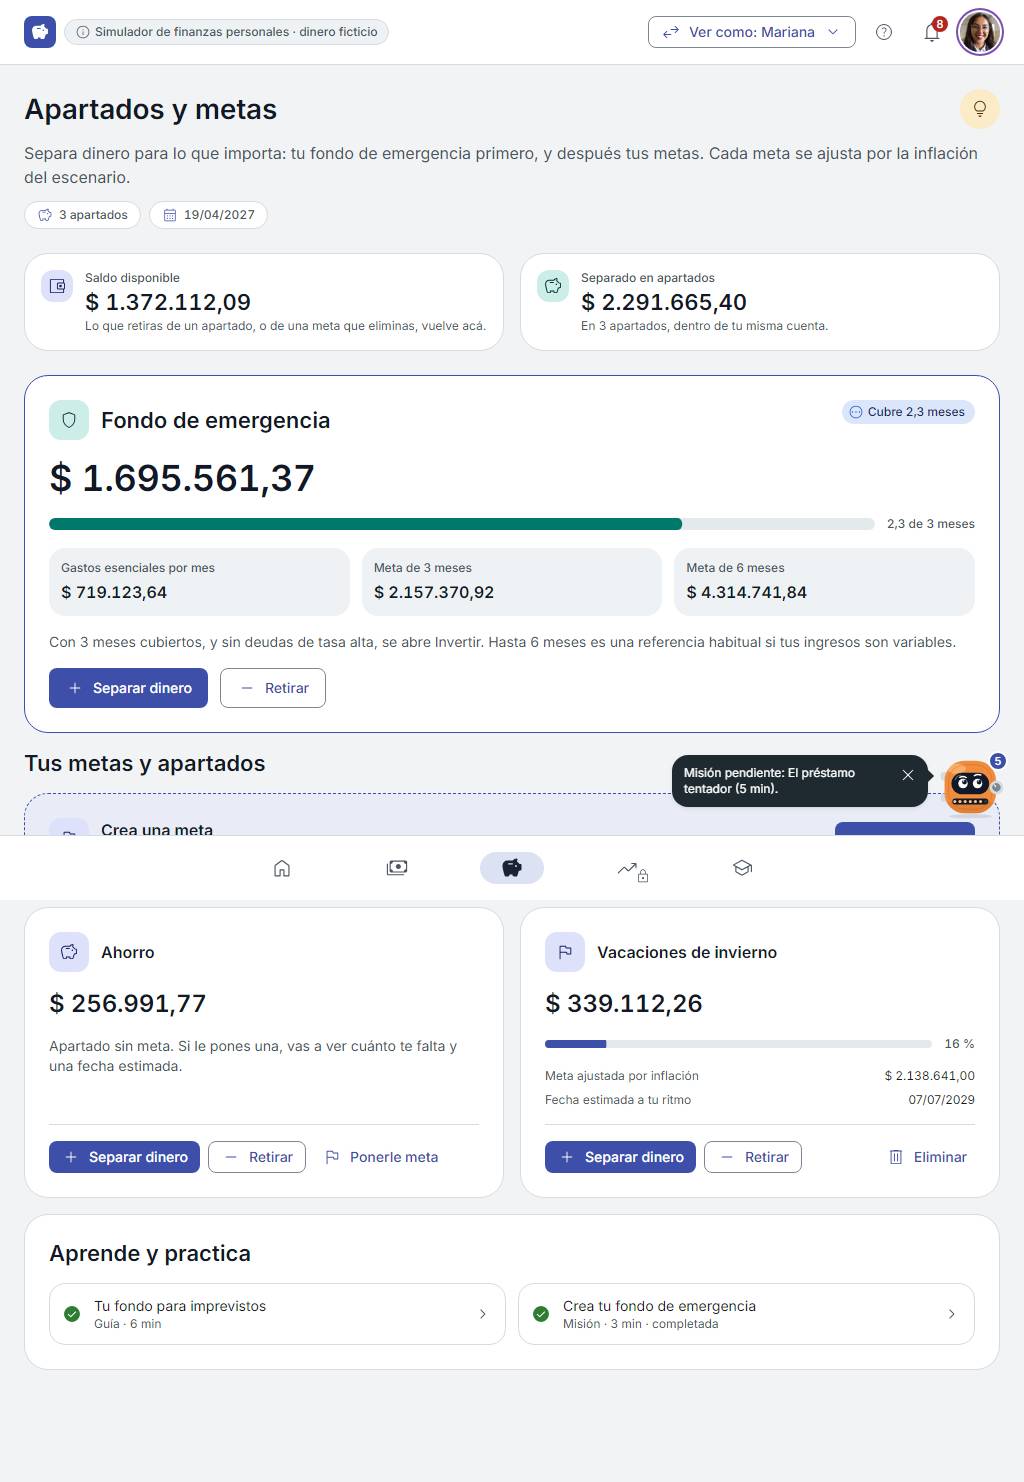 Simulador de finanzas personales · dinero ficticio
Ver como: Mariana
8
Apartados y metas
Separa dinero para lo que importa: tu fondo de emergencia primero, y después tus metas. Cada meta se ajusta por la inflación
del escenario.
3 apartados
19/04/2027
Saldo disponible
$ 1.372.112,09
Lo que retiras de un apartado, o de una meta que eliminas, vuelve acá.
Separado en apartados
$ 2.291.665,40
En 3 apartados, dentro de tu misma cuenta.
Fondo de emergencia
Cubre 2,3 meses
$ 1.695.561,37
2,3 de 3 meses
Gastos esenciales por mes
$ 719.123,64
Meta de 3 meses
$ 2.157.370,92
Meta de 6 meses
$ 4.314.741,84
Con 3 meses cubiertos, y sin deudas de tasa alta, se abre Invertir. Hasta 6 meses es una referencia habitual si tus ingresos son variables.
Separar dinero
Retirar
Tus metas y apartados
Misión pendiente: El préstamo
tentador (5 min).
5
Crea una meta
Ahorro
$ 256.991,77
Apartado sin meta. Si le pones una, vas a ver cuánto te falta y
una fecha estimada.
Separar dinero
Retirar
Ponerle meta
Vacaciones de invierno
$ 339.112,26
16 %
Meta ajustada por inflación
$ 2.138.641,00
Fecha estimada a tu ritmo
07/07/2029
Separar dinero
Retirar
Eliminar
Aprende y practica
Tu fondo para imprevistos
Guía · 6 min
Crea tu fondo de emergencia
Misión · 3 min · completada